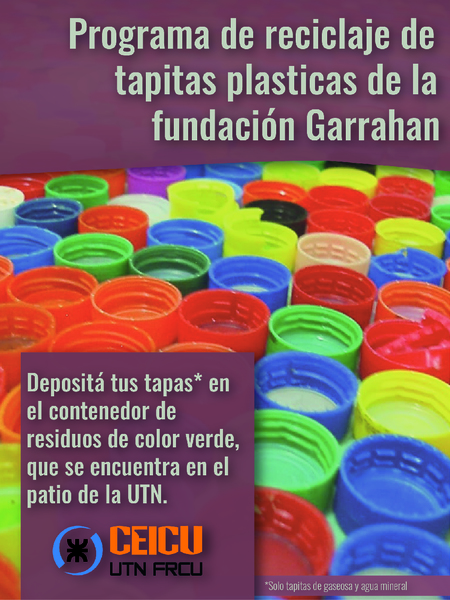 Programa de reciclaje de
tapitas plasticas de la
fundación Garrahan
Depositá tus tapas* en
el contenedor de
residuos de color verde,
que se encuentra en el
patio de la UTN.
CEICU
UTN FRCU
*Solo tapitas de gaseosa y agua mineral